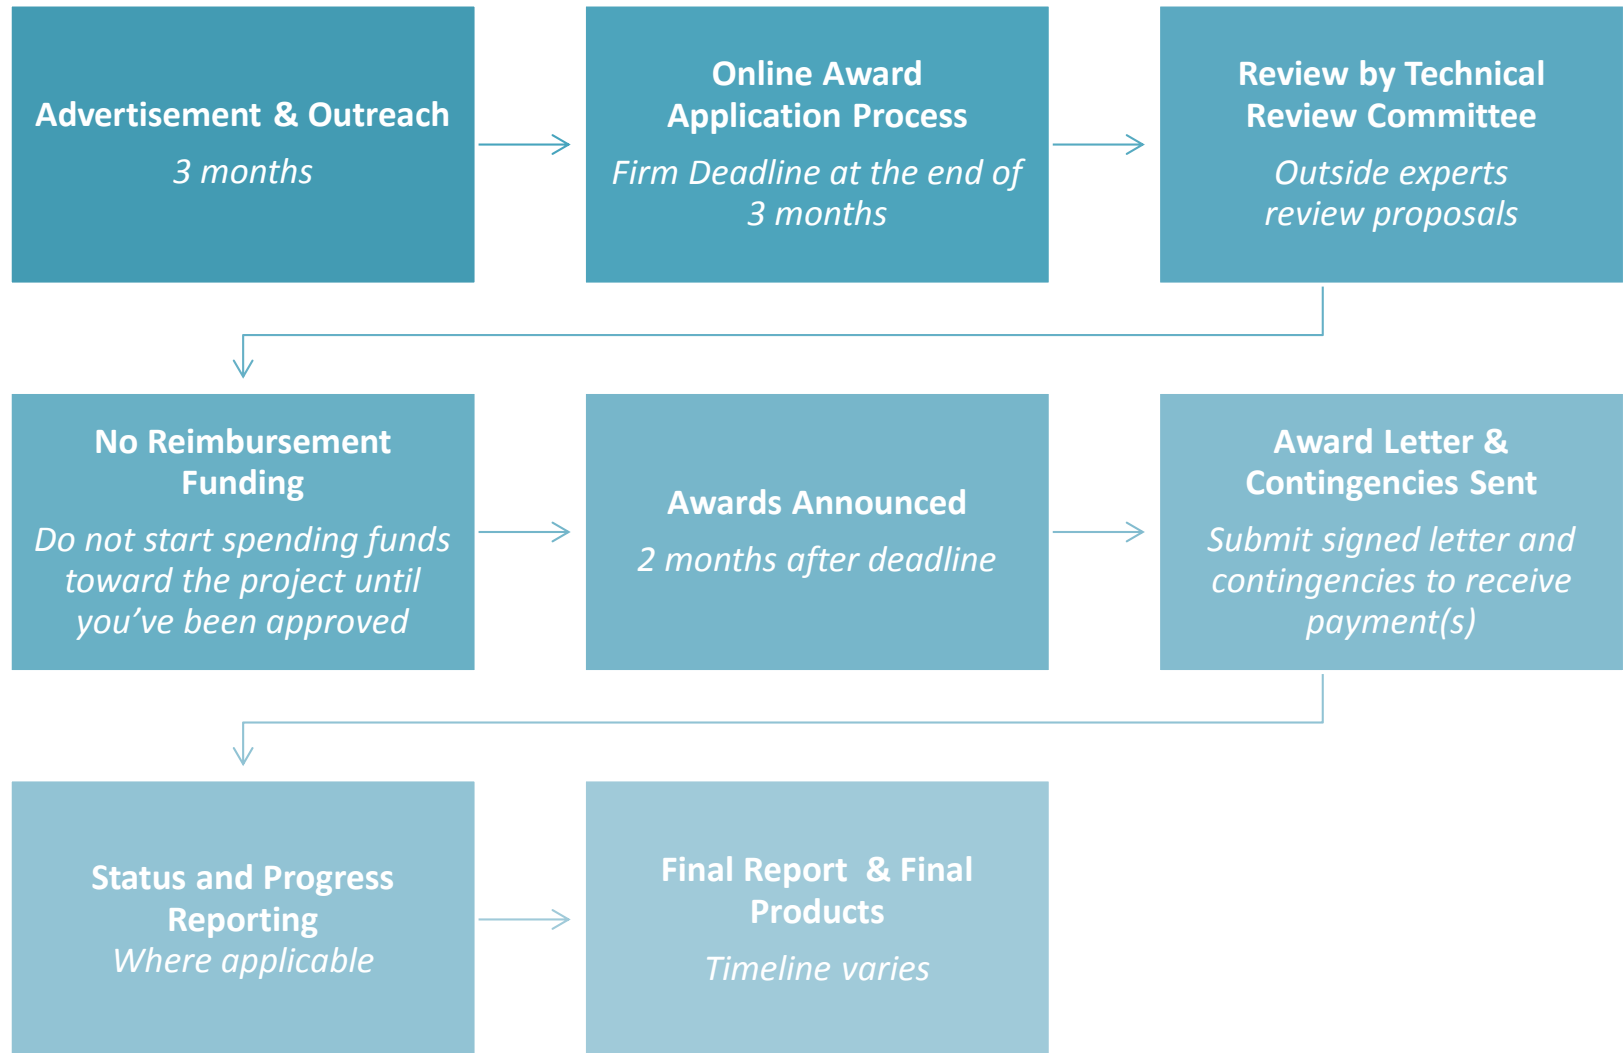 Advertisement & Outreach
3 months
Online Award
Application Process
Firm Deadline at the end of
3 months
Review by Technical
Review Committee
Outside experts
review proposals
No Reimbursement
Funding
Do not start spending funds
toward the project until
you’ve been approved
Awards Announced
2 months after deadline
Award Letter &
Contingencies Sent
Submit signed letter and
contingencies to receive
payment(s)
Status and Progress
Reporting
Where applicable
Final Report  & Final
Products
Timeline varies